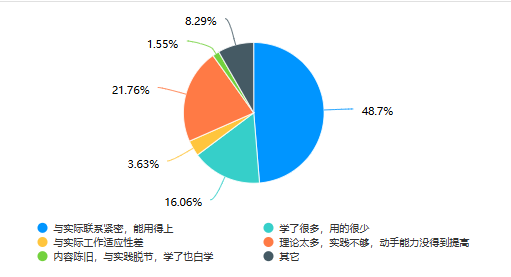 8.29%
1.55%
21.76%
48.7%
3.63%
16.06%
与实际联系紧密，能用得上
学了很多，用的很少
与实际工作适应性差
理论太多，实践不够，动手能力没得到提高
内容陈旧，与实践脱节，学了也白学
其它